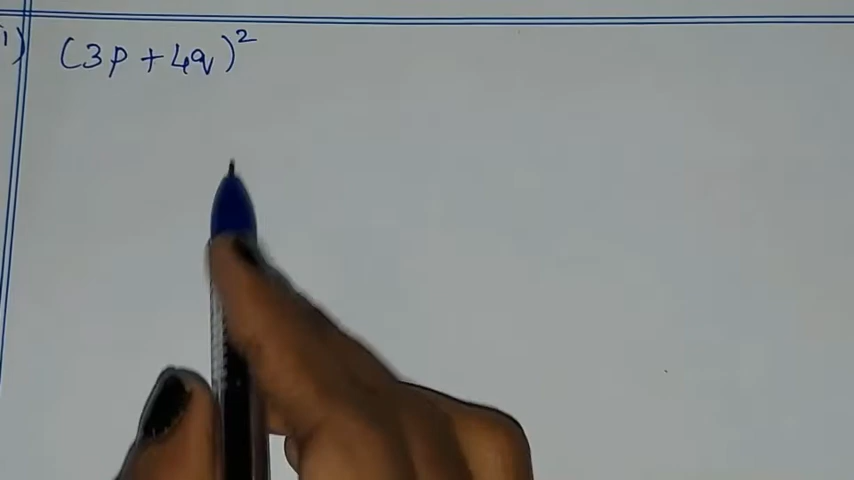 i) (3p + 4q)²